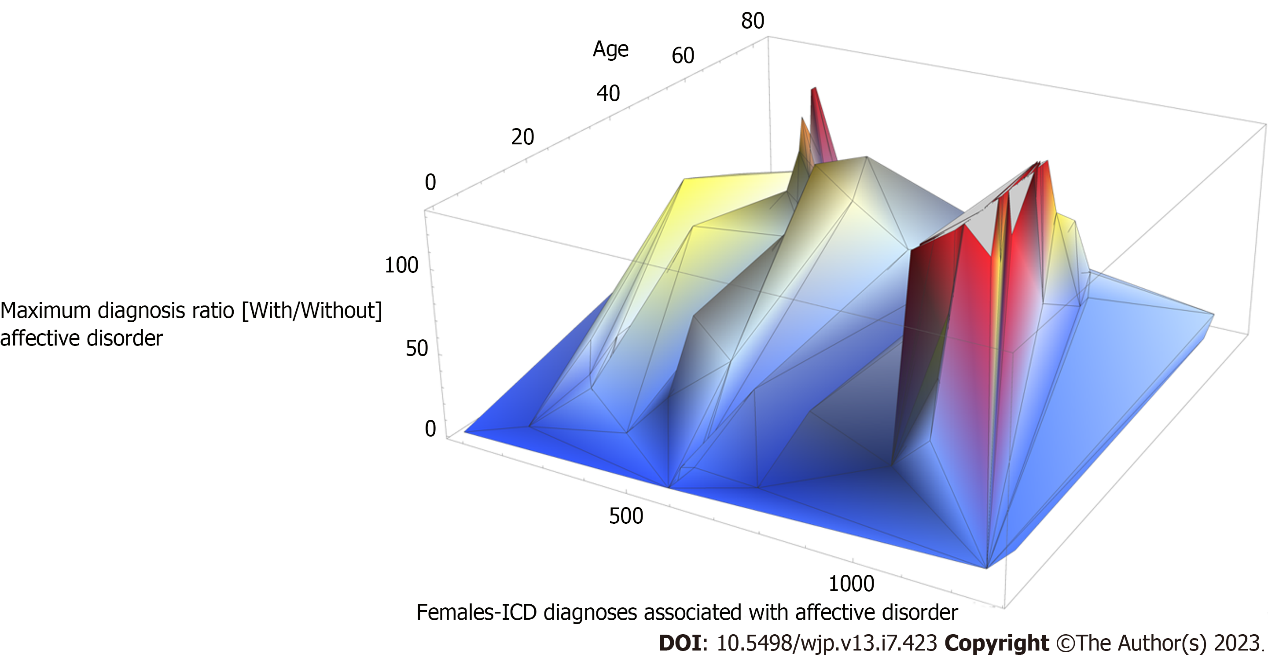 80
Age
60
40
20
0
100
Maximum diagnosis ratio [With/Without]
affective disorder
50
0
500
1000
Females-ICD diagnoses associated with affective disorder
DOI: 10.5498/wjp.v13.i7.423 Copyright ©The Author(s) 2023.